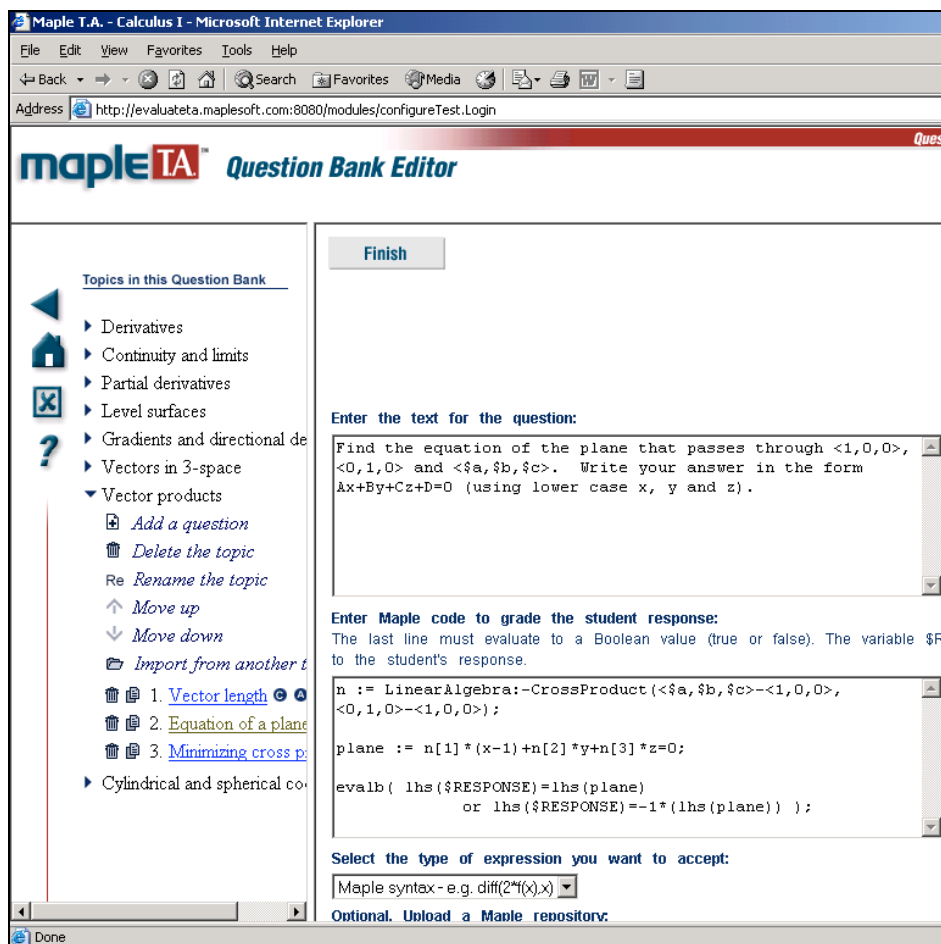 Maple T.A. - Calculus I - Microsoft Internet Explorer
File Edit View Favorites Tools Help
Back Search Favorites Media
Address http://evaluateta.maplesoft.com:8080/modules/configureTest.Login
Ques
maple T.A.™ Question Bank Editor
Finish
Topics in this Question Bank
Derivatives
Continuity and limits
Partial derivatives
Level surfaces
Gradients and directional de
Vectors in 3-space
Vector products
Add a question
Delete the topic
Re Rename the topic
Move up
Move down
Import from another t
1. Vector length C A
2. Equation of a plane
3. Minimizing cross p
Cylindrical and spherical co
Enter the text for the question:
Find the equation of the plane that passes through <1,0,0>,
<0,1,0> and <$a,$b,$c>. Write your answer in the form
Ax+By+Cz+D=0 (using lower case x, y and z).
Enter Maple code to grade the student response:
The last line must evaluate to a Boolean value (true or false). The variable $R
to the student's response.
n := LinearAlgebra:-CrossProduct(<$a,$b,$c>-<1,0,0>,
<0,1,0>-<1,0,0>);
plane := n[1]*(x-1)+n[2]*y+n[3]*z=0;
evalb( lhs($RESPONSE)=lhs(plane)
or lhs($RESPONSE)=-1*(lhs(plane)) );
Select the type of expression you want to accept:
Maple syntax - e.g. diff(2*f(x),x)
Optional. Upload a Maple repository:
Done